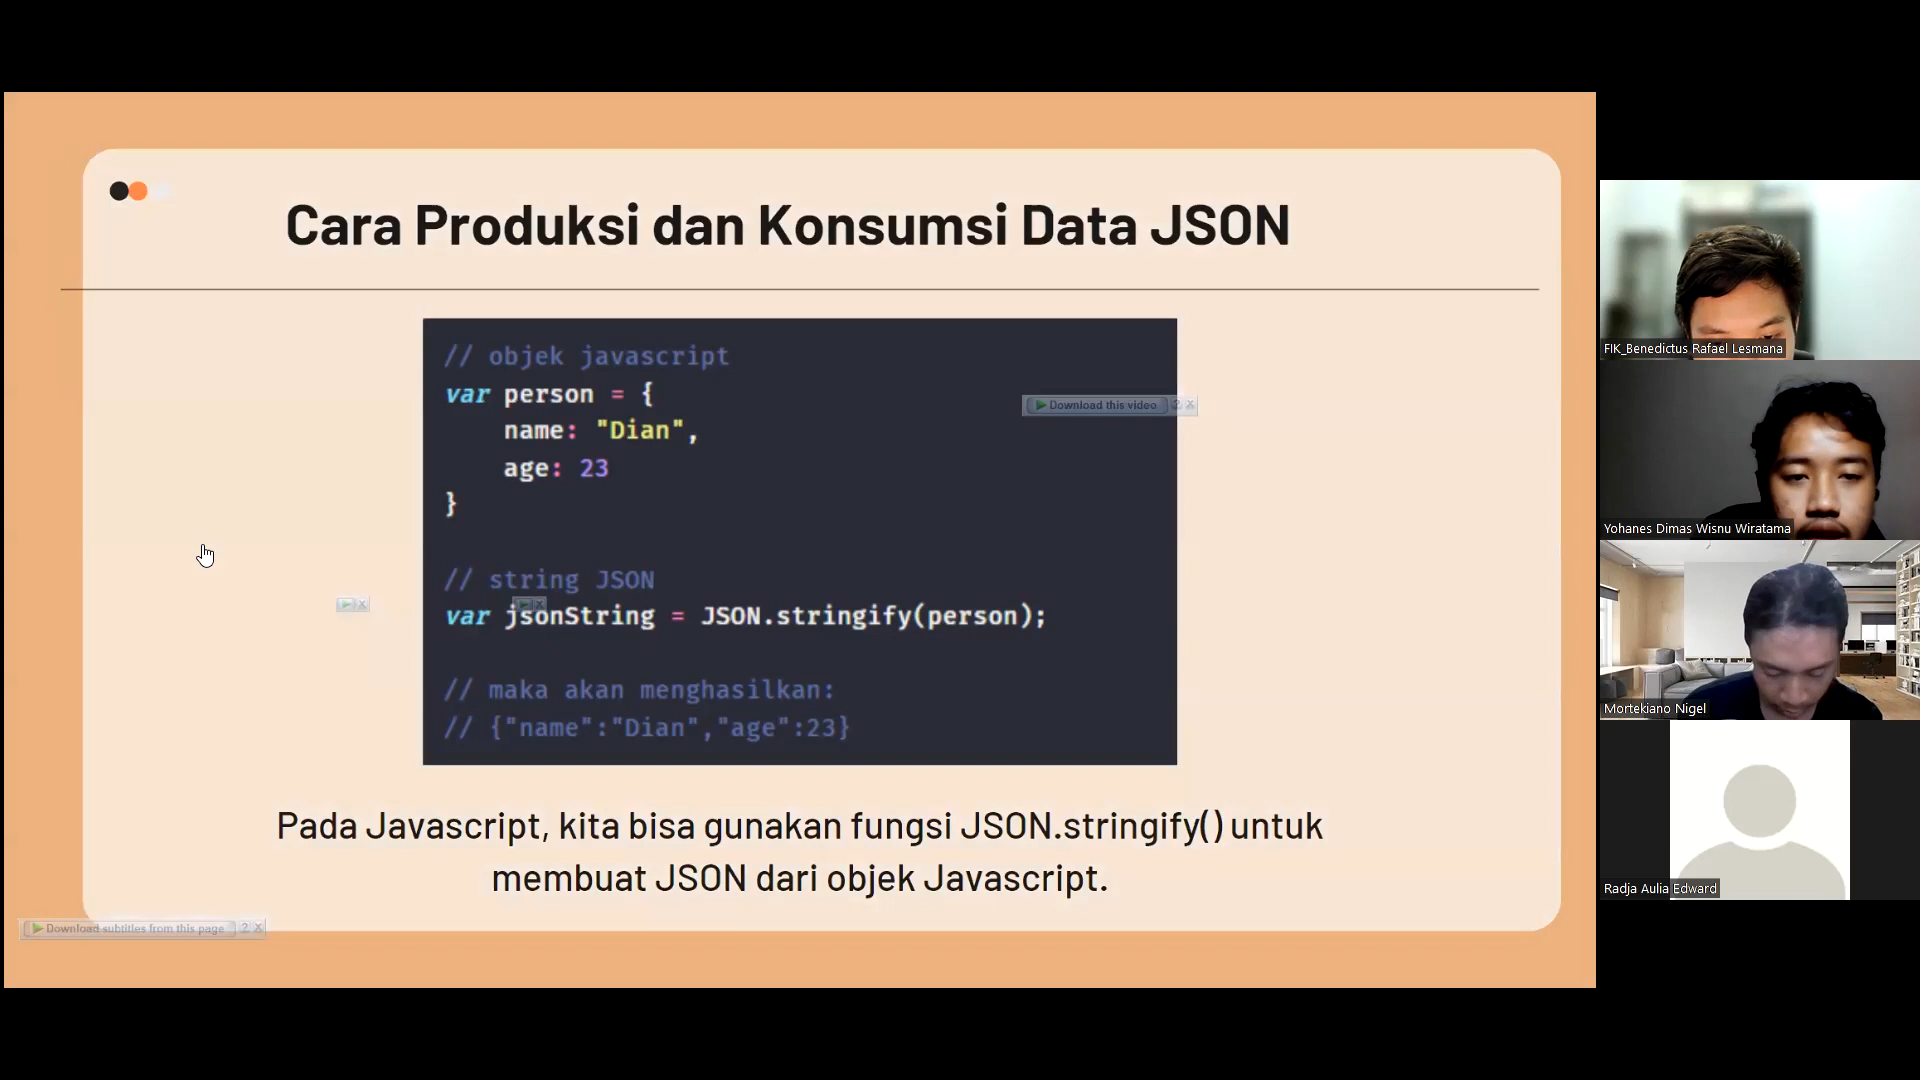 Cara Produksi dan Konsumsi Data JSON
// objek javascript
var person = {
name: "Dian",
age: 23
}
// string JSON
var jsonString = JSON.stringify(person);
// maka akan menghasilkan:
// {"name":"Dian","age":23}
Download this video ? X
Pada Javascript, kita bisa gunakan fungsi JSON.stringify() untuk
membuat JSON dari objek Javascript.
Download subtitles from this page ? X
FIK_Benedictus Rafael Lesmana
Yohanes Dimas Wisnu Wiratama
Mortekiano Nigel
Radja Aulia Edward